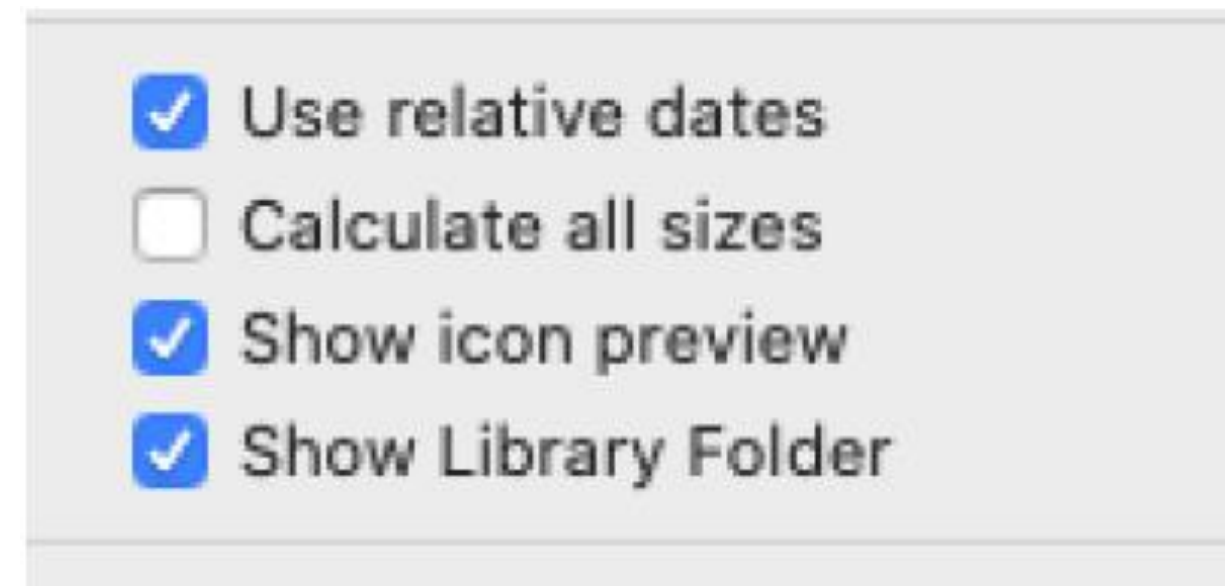 Use relative dates
Calculate all sizes
Show icon preview
Show Library Folder